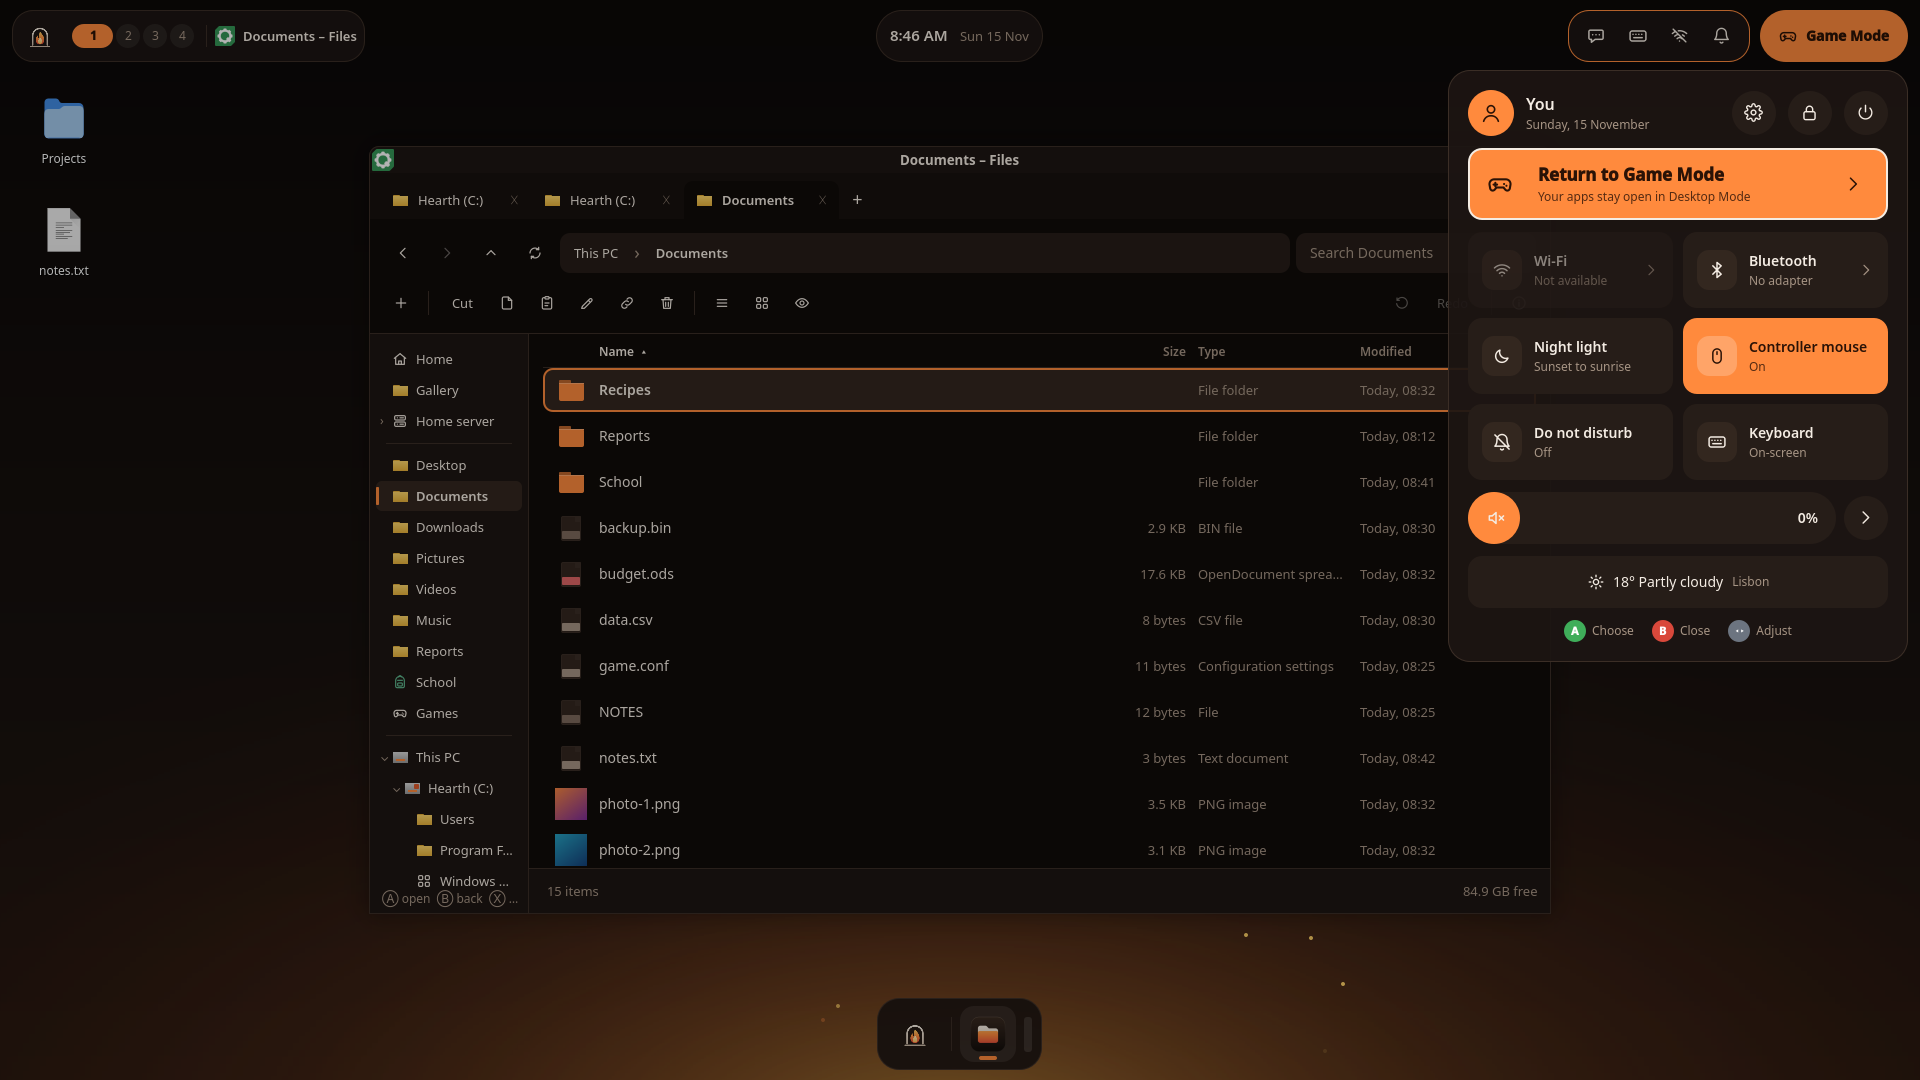 1 2 3 4 Documents – Files
8:46 AM Sun 15 Nov
Game Mode
Projects
notes.txt
Documents – Files
Hearth (C:) X Hearth (C:) X Documents X +
This PC › Documents
Search Documents
Cut
Name Size Type Modified
Home
Gallery
Home server
Desktop
Documents
Downloads
Pictures
Videos
Music
Reports
School
Games
This PC
Hearth (C:)
Users
Program F...
Windows ...
A open B back X ...
Recipes File folder Today, 08:32
Reports File folder Today, 08:12
School File folder Today, 08:41
backup.bin 2.9 KB BIN file Today, 08:30
budget.ods 17.6 KB OpenDocument sprea... Today, 08:32
data.csv 8 bytes CSV file Today, 08:30
game.conf 11 bytes Configuration settings Today, 08:25
NOTES 12 bytes File Today, 08:25
notes.txt 3 bytes Text document Today, 08:42
photo-1.png 3.5 KB PNG image Today, 08:32
photo-2.png 3.1 KB PNG image Today, 08:32
15 items 84.9 GB free
You
Sunday, 15 November
Return to Game Mode
Your apps stay open in Desktop Mode
Wi-Fi
Not available
Bluetooth
No adapter
Night light
Sunset to sunrise
Controller mouse
On
Do not disturb
Off
Keyboard
On-screen
0%
18° Partly cloudy Lisbon
A Choose B Close Adjust